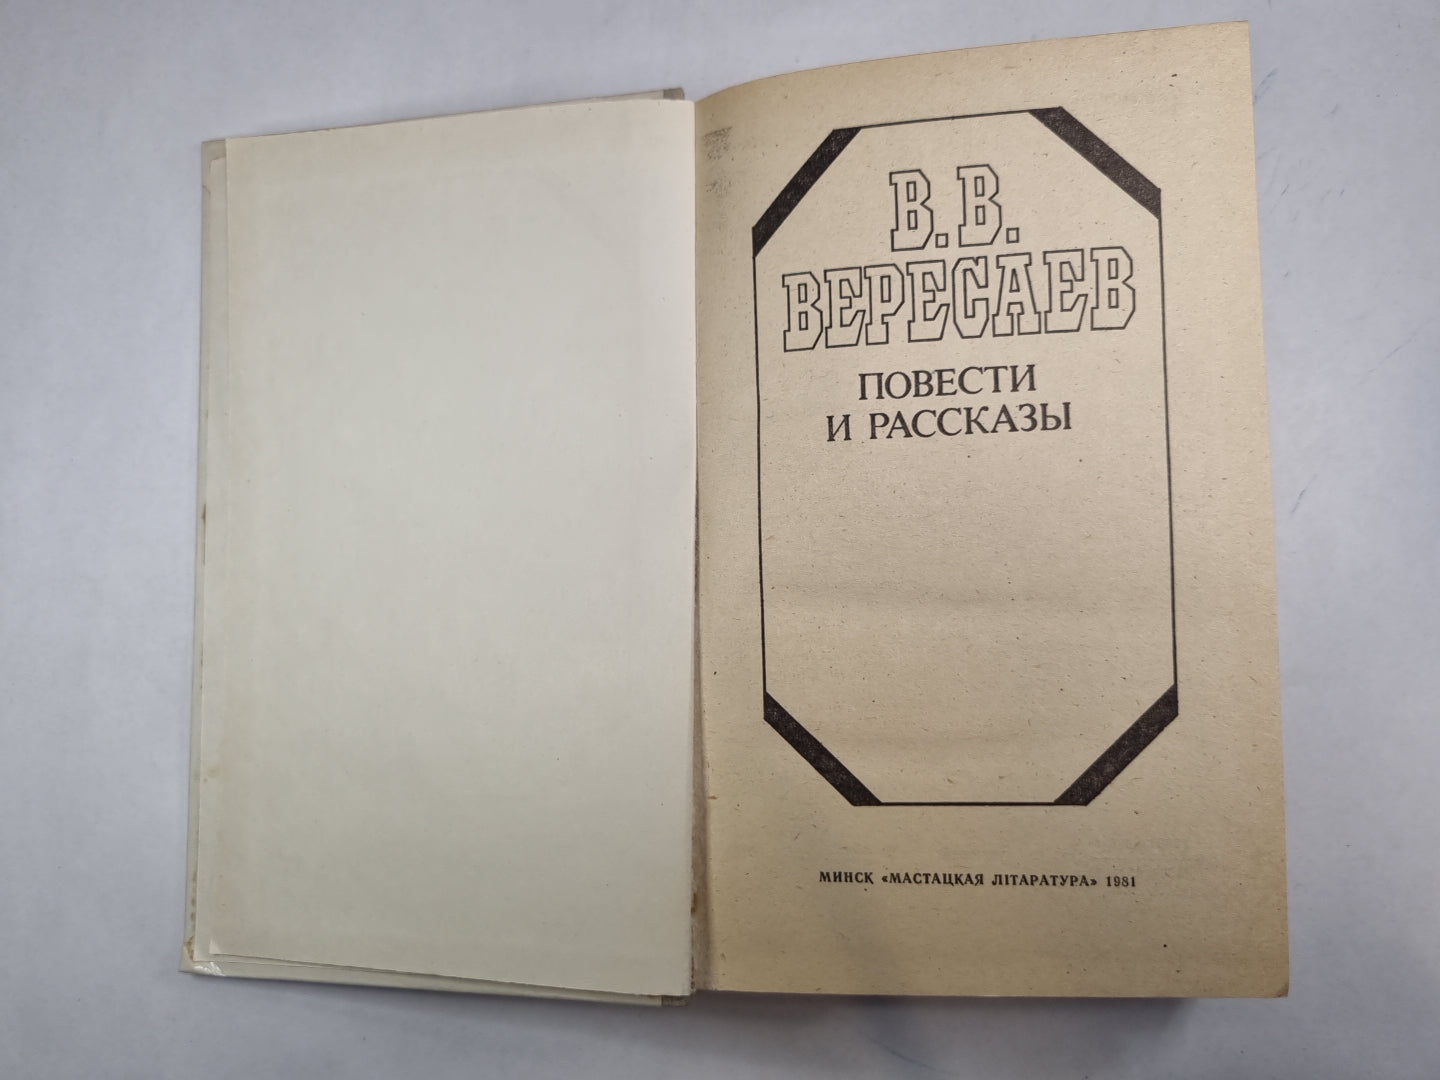 В. В.
ВЕРЕСАЕВ
ПОВЕСТИ
И РАССКАЗЫ
МИНСК «МАСТАЦКАЯ ЛІТАРАТУРА» 1981